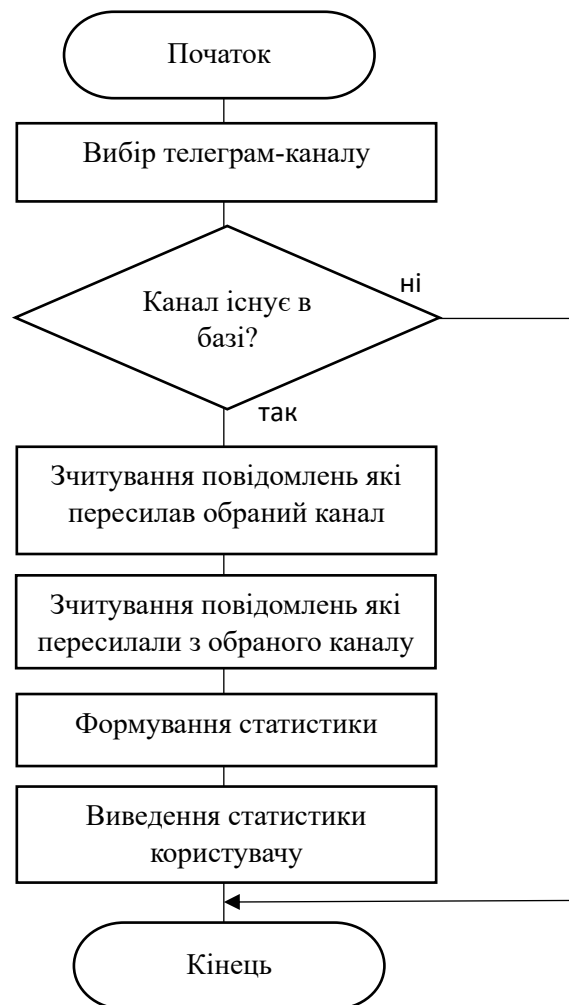 Початок
Вибір телеграм-каналу
Канал існує в
базі?
ні
так
Зчитування повідомлень які
пересилав обраний канал
Зчитування повідомлень які
пересилали з обраного каналу
Формування статистики
Виведення статистики
користувачу
Кінець